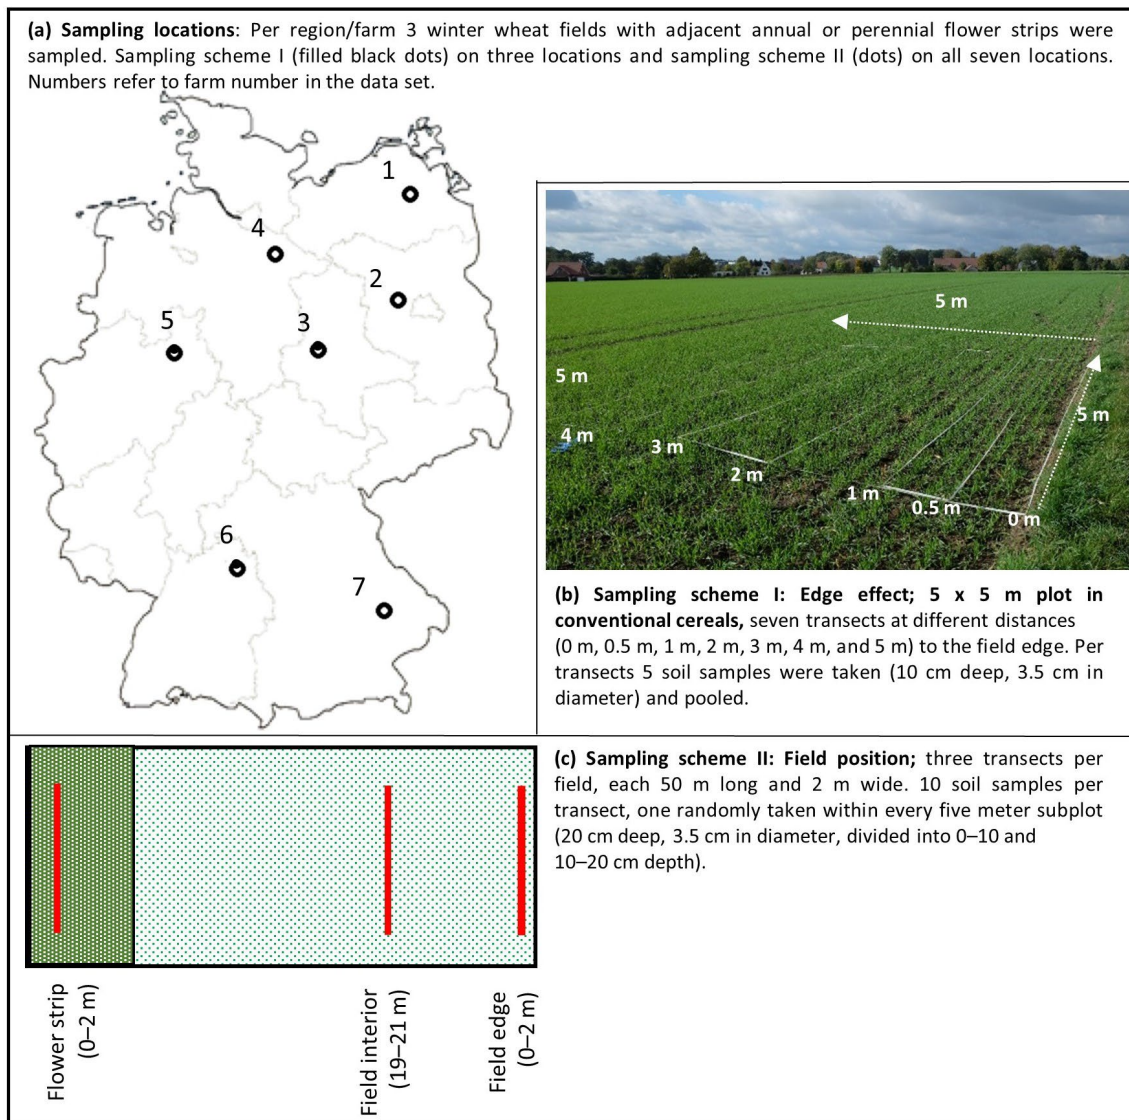 (a) Sampling locations: Per region/farm 3 winter wheat fields with adjacent annual or perennial flower strips were
sampled. Sampling scheme I (filled black dots) on three locations and sampling scheme II (dots) on all seven locations.
Numbers refer to farm number in the data set.
1
4
2
5
3
6
7
5 m
5 m
5 m
4 m
3 m
2 m
1 m
0.5 m
0 m
(b) Sampling scheme I: Edge effect; 5 x 5 m plot in
conventional cereals, seven transects at different distances
(0 m, 0.5 m, 1 m, 2 m, 3 m, 4 m, and 5 m) to the field edge. Per
transects 5 soil samples were taken (10 cm deep, 3.5 cm in
diameter) and pooled.
(c) Sampling scheme II: Field position; three transects per
field, each 50 m long and 2 m wide. 10 soil samples per
transect, one randomly taken within every five meter subplot
(20 cm deep, 3.5 cm in diameter, divided into 0–10 and
10–20 cm depth).
Flower strip
(0–2 m)
Field interior
(19–21 m)
Field edge
(0–2 m)